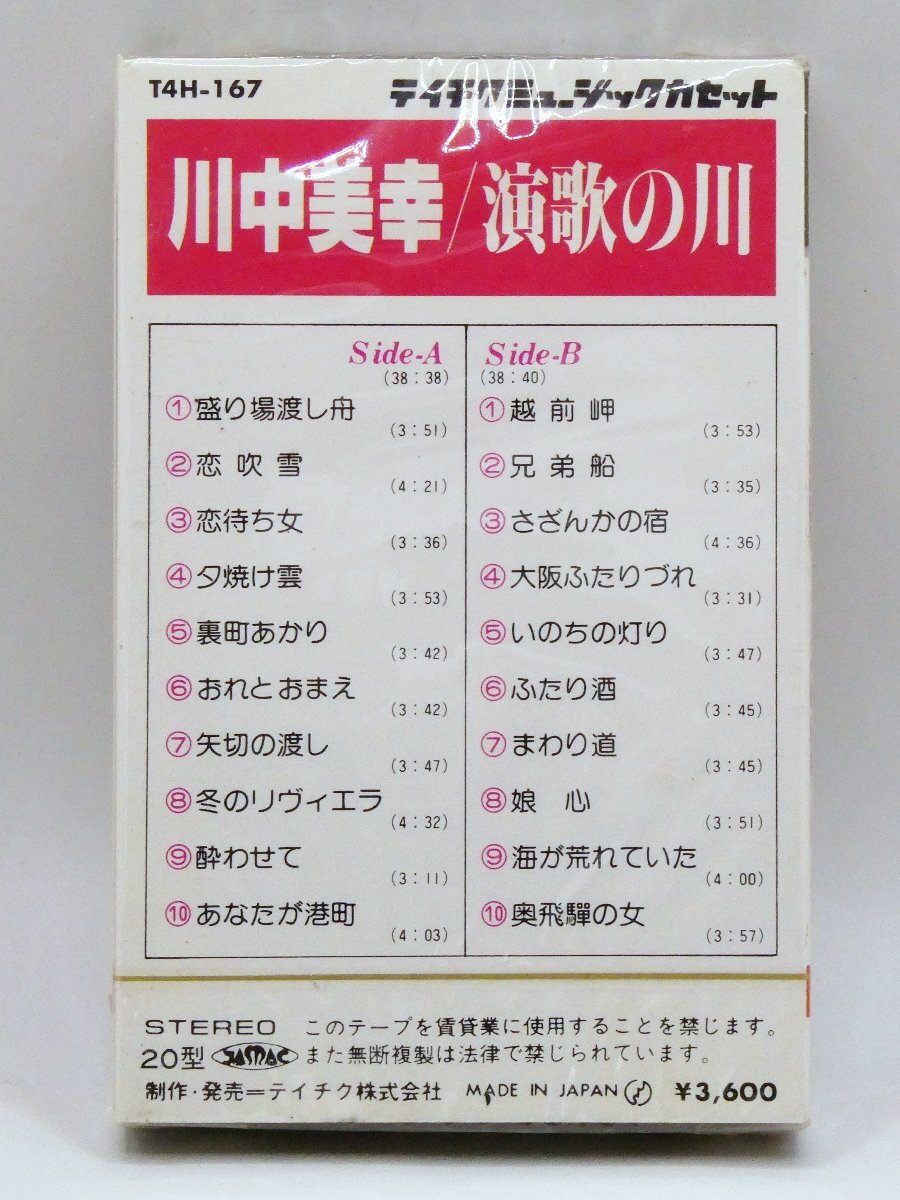 T4H-167 テイチクミュージックカセット
川中美幸/演歌の川
Side-A
(38:38)
①盛り場渡し舟
(3:51)
②恋吹雪
(4:21)
③恋待ち女
(3:36)
④夕焼け雲
(3:53)
⑤裏町あかり
(3:42)
⑥おれとおまえ
(3:42)
⑦矢切の渡し
(3:47)
⑧冬のリヴィエラ
(4:32)
⑨酔わせて
(3:11)
⑩あなたが港町
(4:03)
Side-B
(38:40)
①越前岬
(3:53)
②兄弟船
(3:35)
③さざんかの宿
(4:36)
④大阪ふたりづれ
(3:31)
⑤いのちの灯り
(3:47)
⑥ふたり酒
(3:45)
⑦まわり道
(3:45)
⑧娘心
(3:51)
⑨海が荒れていた
(4:00)
⑩奥飛驒の女
(3:57)
STEREO このテープを賃貸業に使用することを禁じます。
20型 JASMAC また無断複製は法律で禁じられています。
制作・発売=テイチク株式会社 MADE IN JAPAN ¥3,600